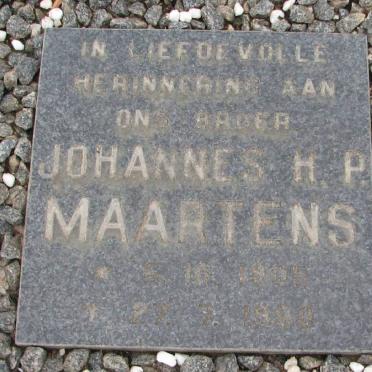 IN LIEFDEVOLLE
HERINNERING AAN
ONS BROER
JOHANNES H. P.
MAARTENS
* 5. 10. 1905